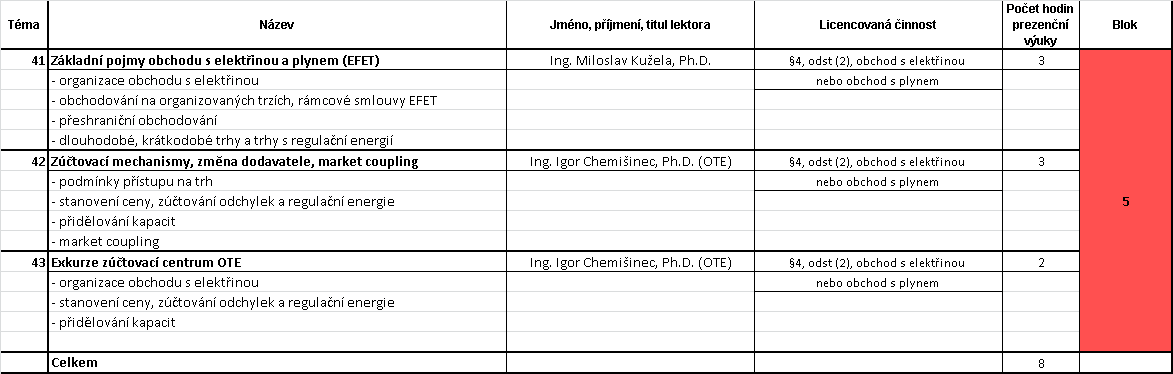 Téma Název Jméno, příjmení, titul lektora Licencovaná činnost Počet hodin prezenční výuky Blok
41 Základní pojmy obchodu s elektřinou a plynem (EFET) Ing. Miloslav Kužela, Ph.D. §4, odst (2), obchod s elektřinou 3
- organizace obchodu s elektřinou nebo obchod s plynem
- obchodování na organizovaných trzích, rámcové smlouvy EFET
- přeshraniční obchodování
- dlouhodobé, krátkodobé trhy a trhy s regulační energií
42 Zúčtovací mechanismy, změna dodavatele, market coupling Ing. Igor Chemišinec, Ph.D. (OTE) §4, odst (2), obchod s elektřinou 3
- podmínky přístupu na trh nebo obchod s plynem
- stanovení ceny, zúčtování odchylek a regulační energie 5
- přidělování kapacit
- market coupling
43 Exkurze zúčtovací centrum OTE Ing. Igor Chemišinec, Ph.D. (OTE) §4, odst (2), obchod s elektřinou 2
- organizace obchodu s elektřinou nebo obchod s plynem
- stanovení ceny, zúčtování odchylek a regulační energie
- přidělování kapacit
Celkem 8